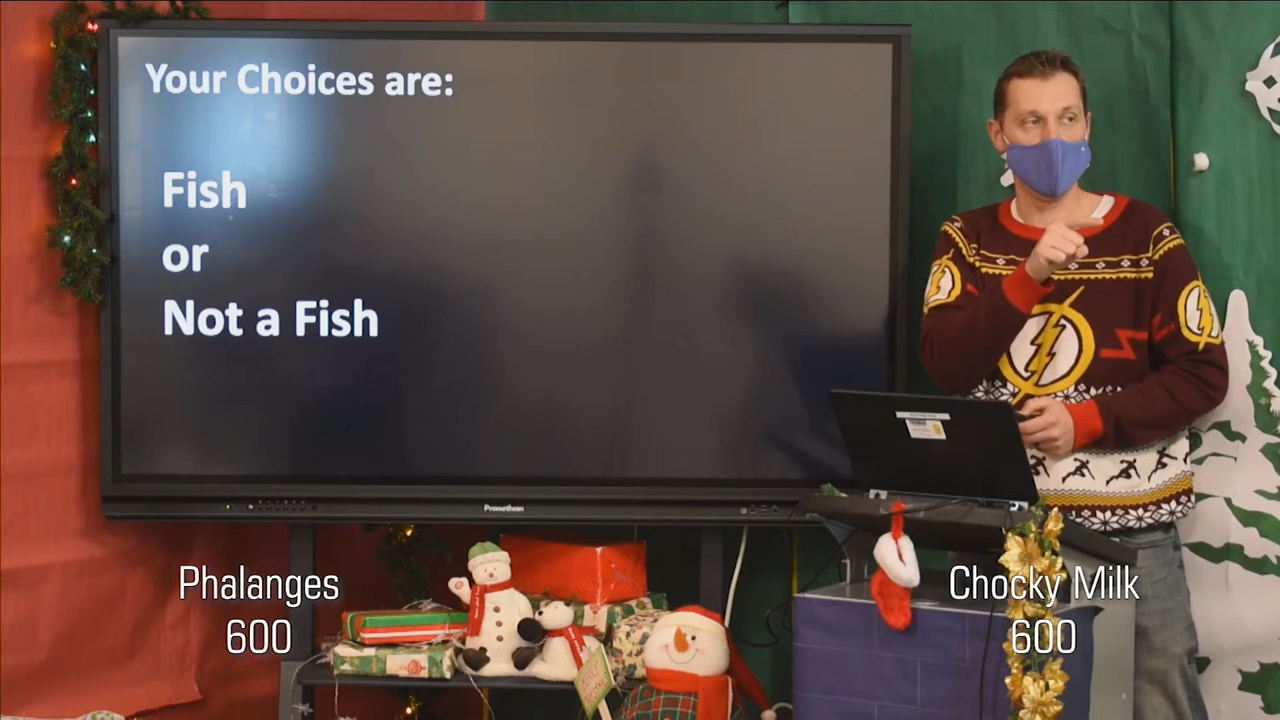 Your Choices are:
Fish
or
Not a Fish
Promethean
Phalanges
600
Chocky Milk
600